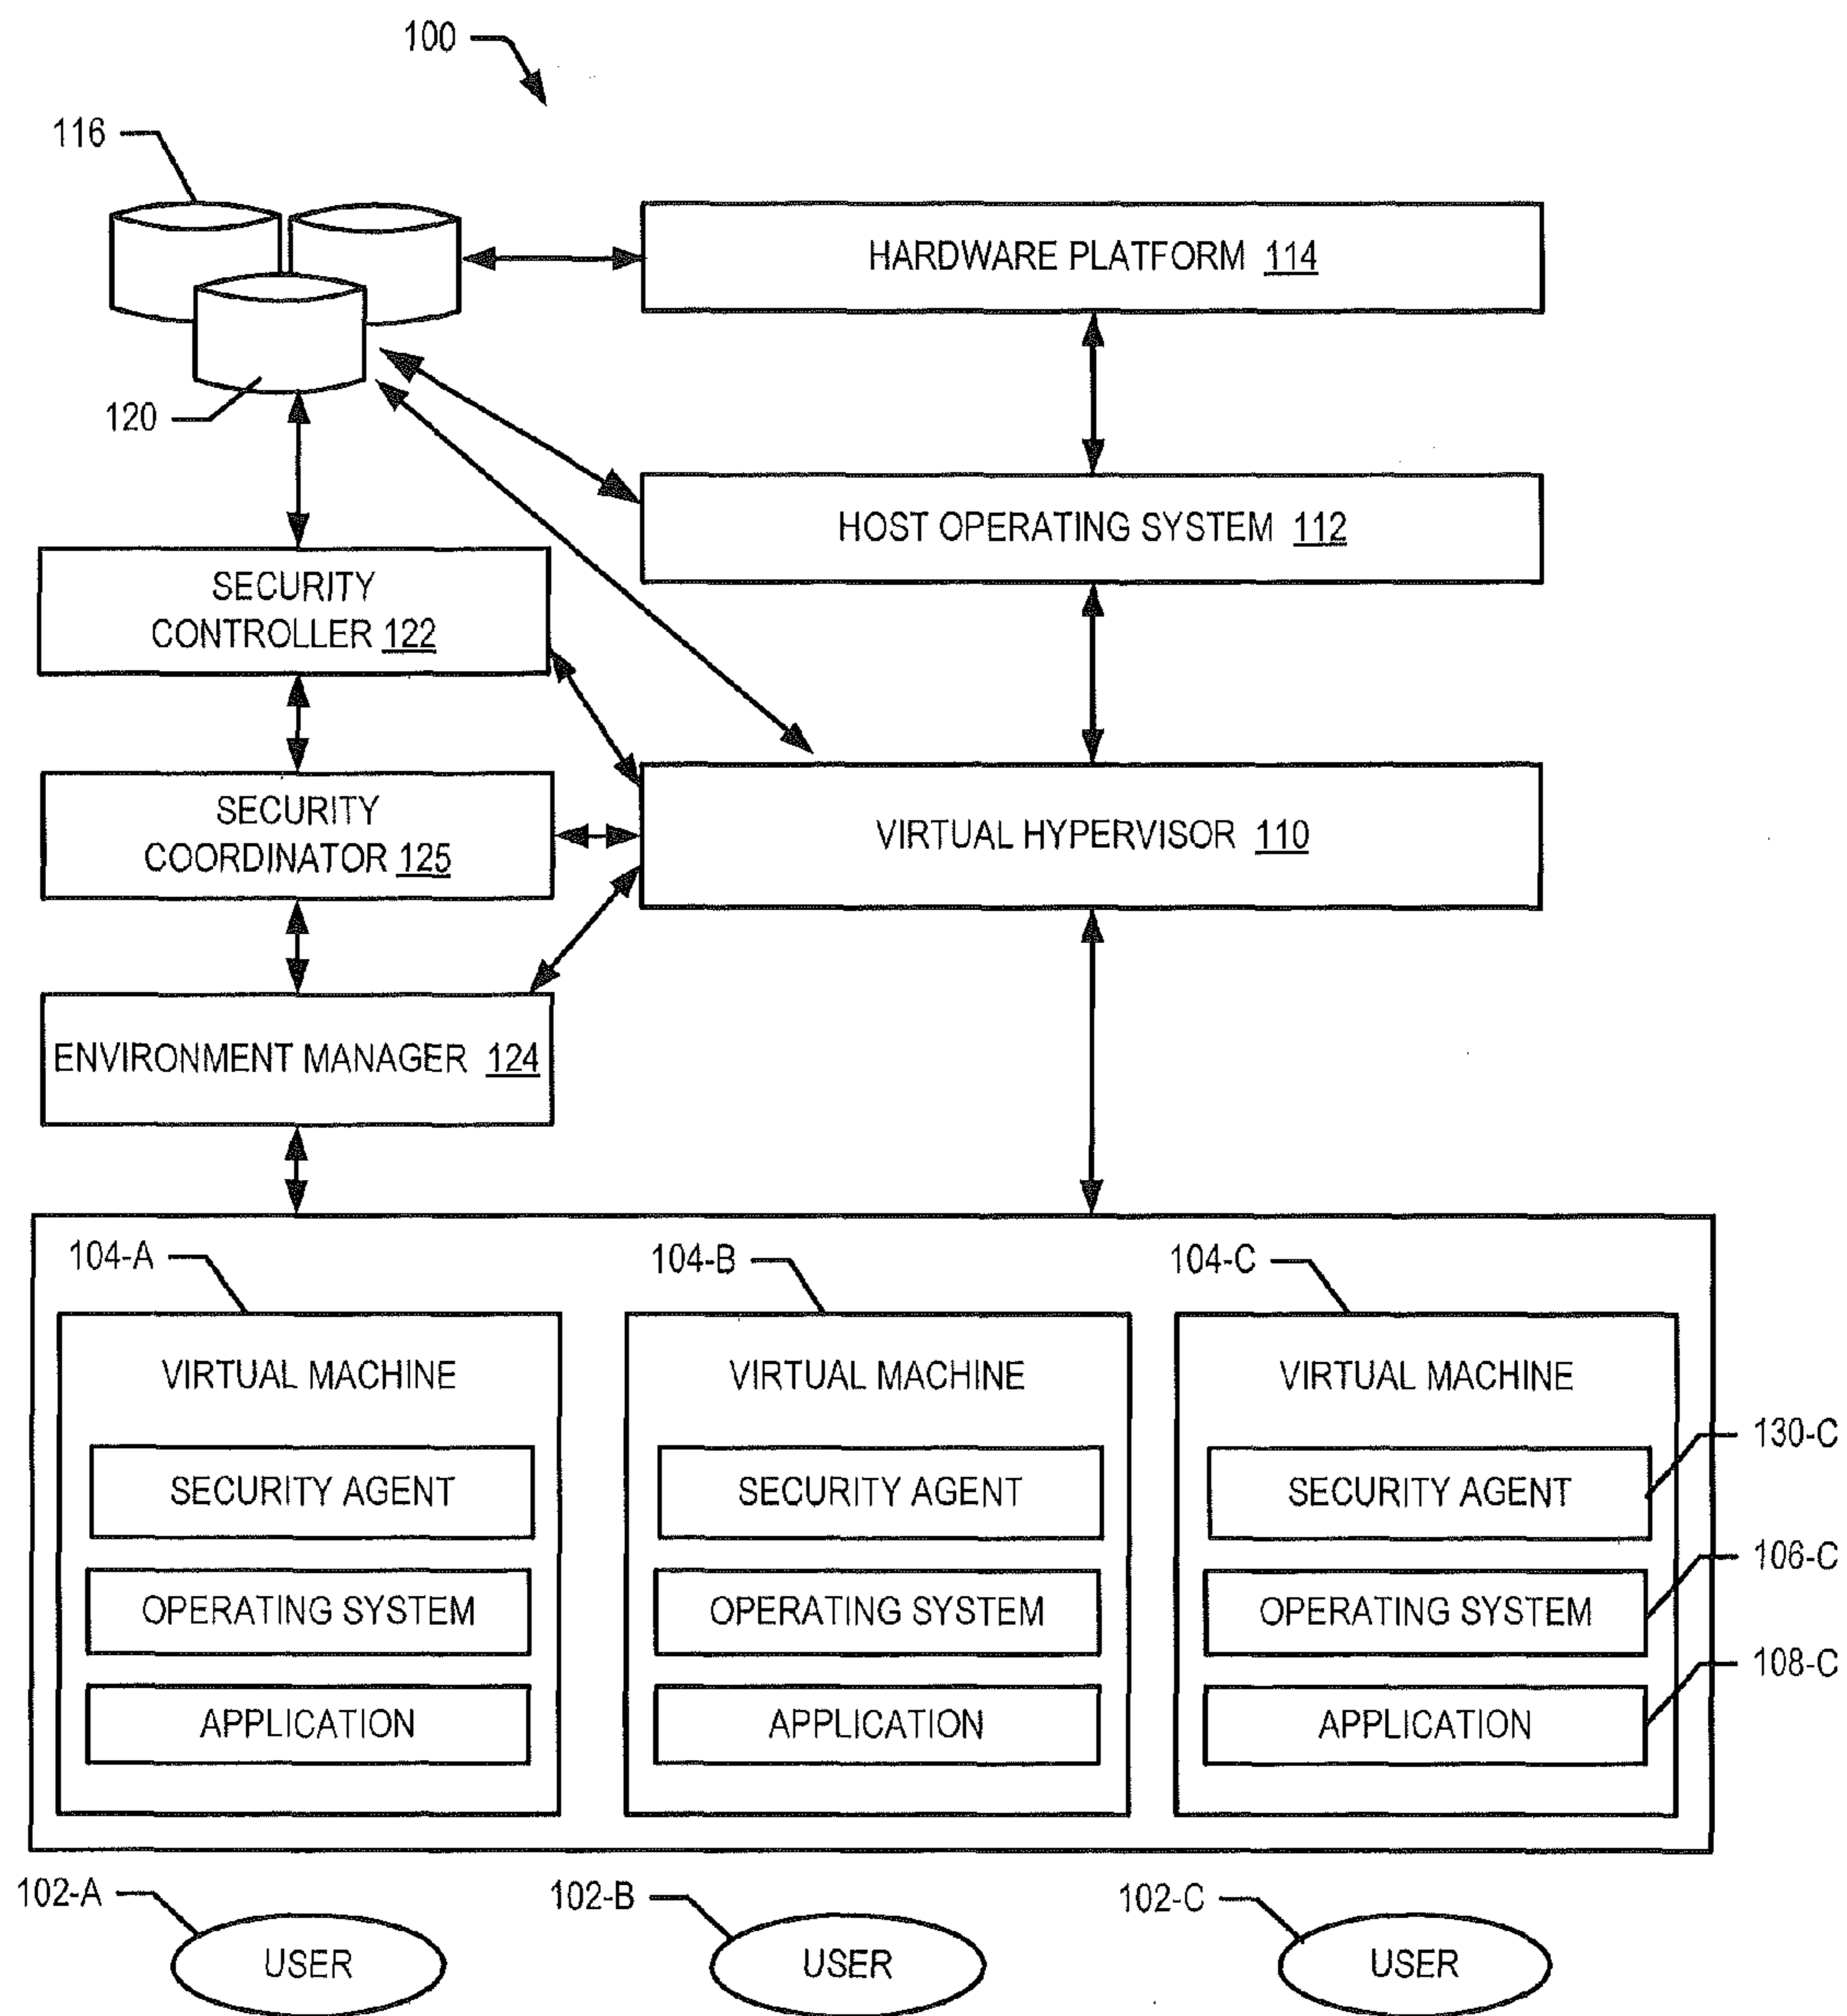 100
116
HARDWARE PLATFORM 114
120
HOST OPERATING SYSTEM 112
SECURITY
CONTROLLER 122
SECURITY
COORDINATOR 125
VIRTUAL HYPERVISOR 110
ENVIRONMENT MANAGER 124
104-A
104-B
104-C
VIRTUAL MACHINE
VIRTUAL MACHINE
VIRTUAL MACHINE
130-C
SECURITY AGENT
SECURITY AGENT
SECURITY AGENT
106-C
OPERATING SYSTEM
OPERATING SYSTEM
OPERATING SYSTEM
108-C
APPLICATION
APPLICATION
APPLICATION
102-A
102-B
102-C
USER
USER
USER